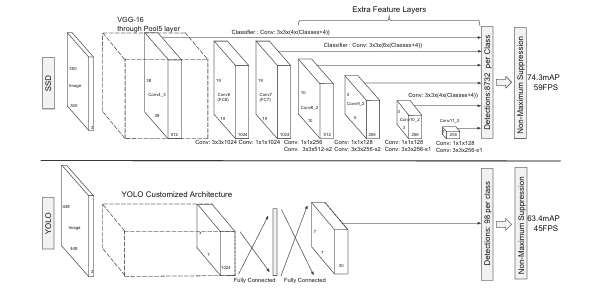 Extra Feature Layers
VGG-16
through Pool5 layer
Classifier : Conv: 3x3x(4x(Classes+4))
Classifier : Conv: 3x3x(6x(Classes+4))
Conv: 3x3x(4x(Classes+4))
SSD
300
Image
300
3
38
Conv4_3
38
512
19
Conv6
(FC6)
19
1024
19
Conv7
(FC7)
19
1024
10
Conv8_2
10
512
5
Conv9_2
5
256
3
Conv10_2
3
256
Conv11_2
256
Conv: 3x3x1024
Conv: 1x1x1024
Conv: 1x1x256
Conv: 3x3x512-s2
Conv: 1x1x128
Conv: 3x3x256-s2
Conv: 1x1x128
Conv: 3x3x256-s1
Conv: 1x1x128
Conv: 3x3x256-s1
Detections:8732 per Class
Non-Maximum Suppression
74.3mAP
59FPS
YOLO
YOLO Customized Architecture
448
Image
448
3
7
7
1024
Fully Connected
Fully Connected
7
7
30
Detections: 98 per class
Non-Maximum Suppression
63.4mAP
45FPS